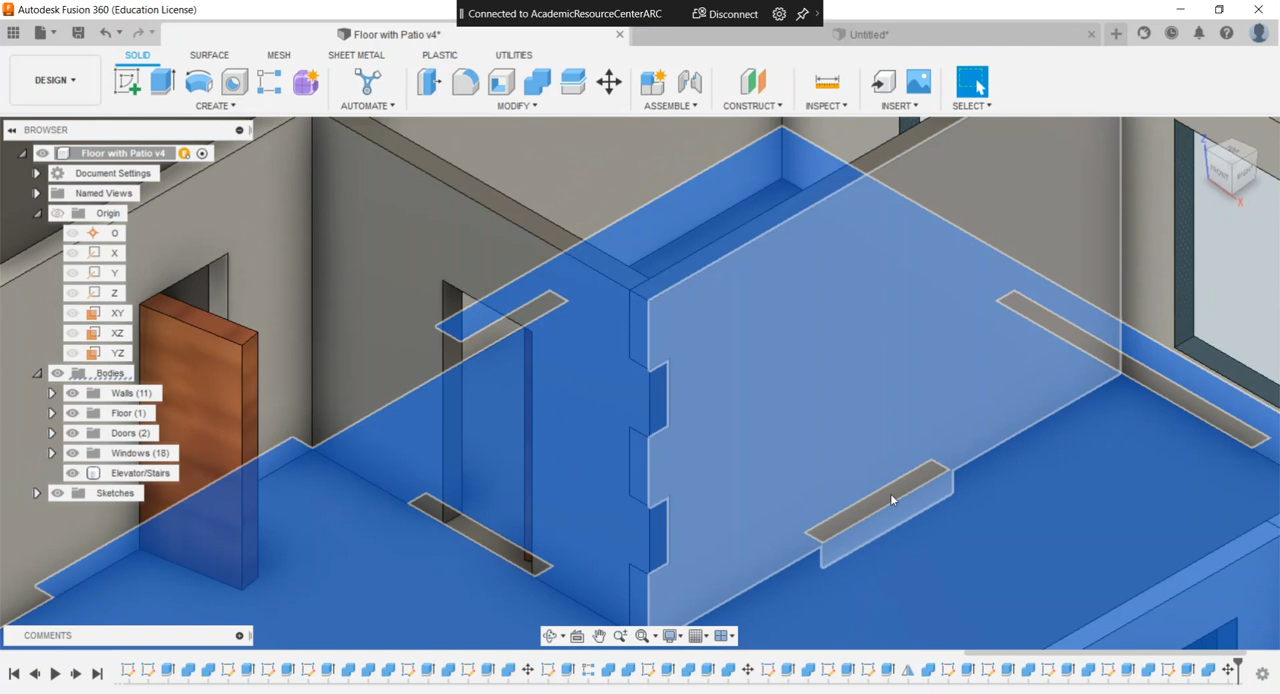 Autodesk Fusion 360 (Education License)
Connected to AcademicResourceCenterARC Disconnect
Floor with Patio v4* Untitled*
DESIGN SOLID SURFACE MESH SHEET METAL PLASTIC UTILITIES
CREATE AUTOMATE MODIFY ASSEMBLE CONSTRUCT INSPECT INSERT SELECT
BROWSER
Floor with Patio v4
Document Settings
Named Views
Origin
O
X
Y
Z
XY
XZ
YZ
Bodies
Walls (11)
Floor (1)
Doors (2)
Windows (18)
Elevator/Stairs
Sketches
Z
FRONT
X
COMMENTS